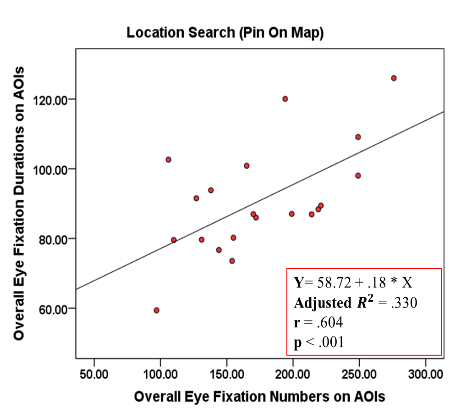 Location Search (Pin On Map)
Overall Eye Fixation Durations on AOIs
120.00
100.00
80.00
60.00
Y= 58.72 + .18 * X
Adjusted R² = .330
r = .604
p < .001
50.00 100.00 150.00 200.00 250.00 300.00
Overall Eye Fixation Numbers on AOIs